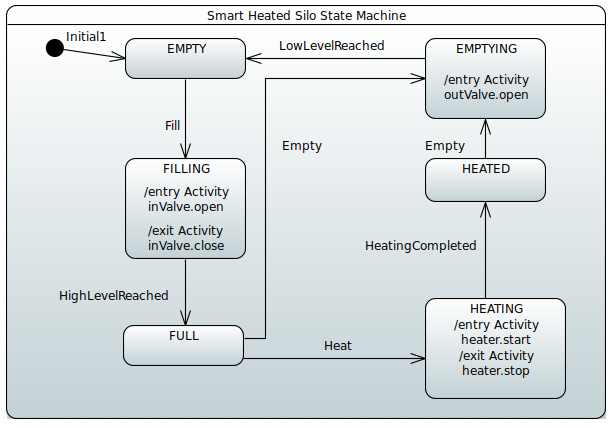 Smart Heated Silo State Machine
Initial1
EMPTY
LowLevelReached
EMPTYING
/entry Activity
outValve.open
Fill
Empty
Empty
FILLING
/entry Activity
inValve.open
/exit Activity
inValve.close
HEATED
HeatingCompleted
HighLevelReached
FULL
Heat
HEATING
/entry Activity
heater.start
/exit Activity
heater.stop